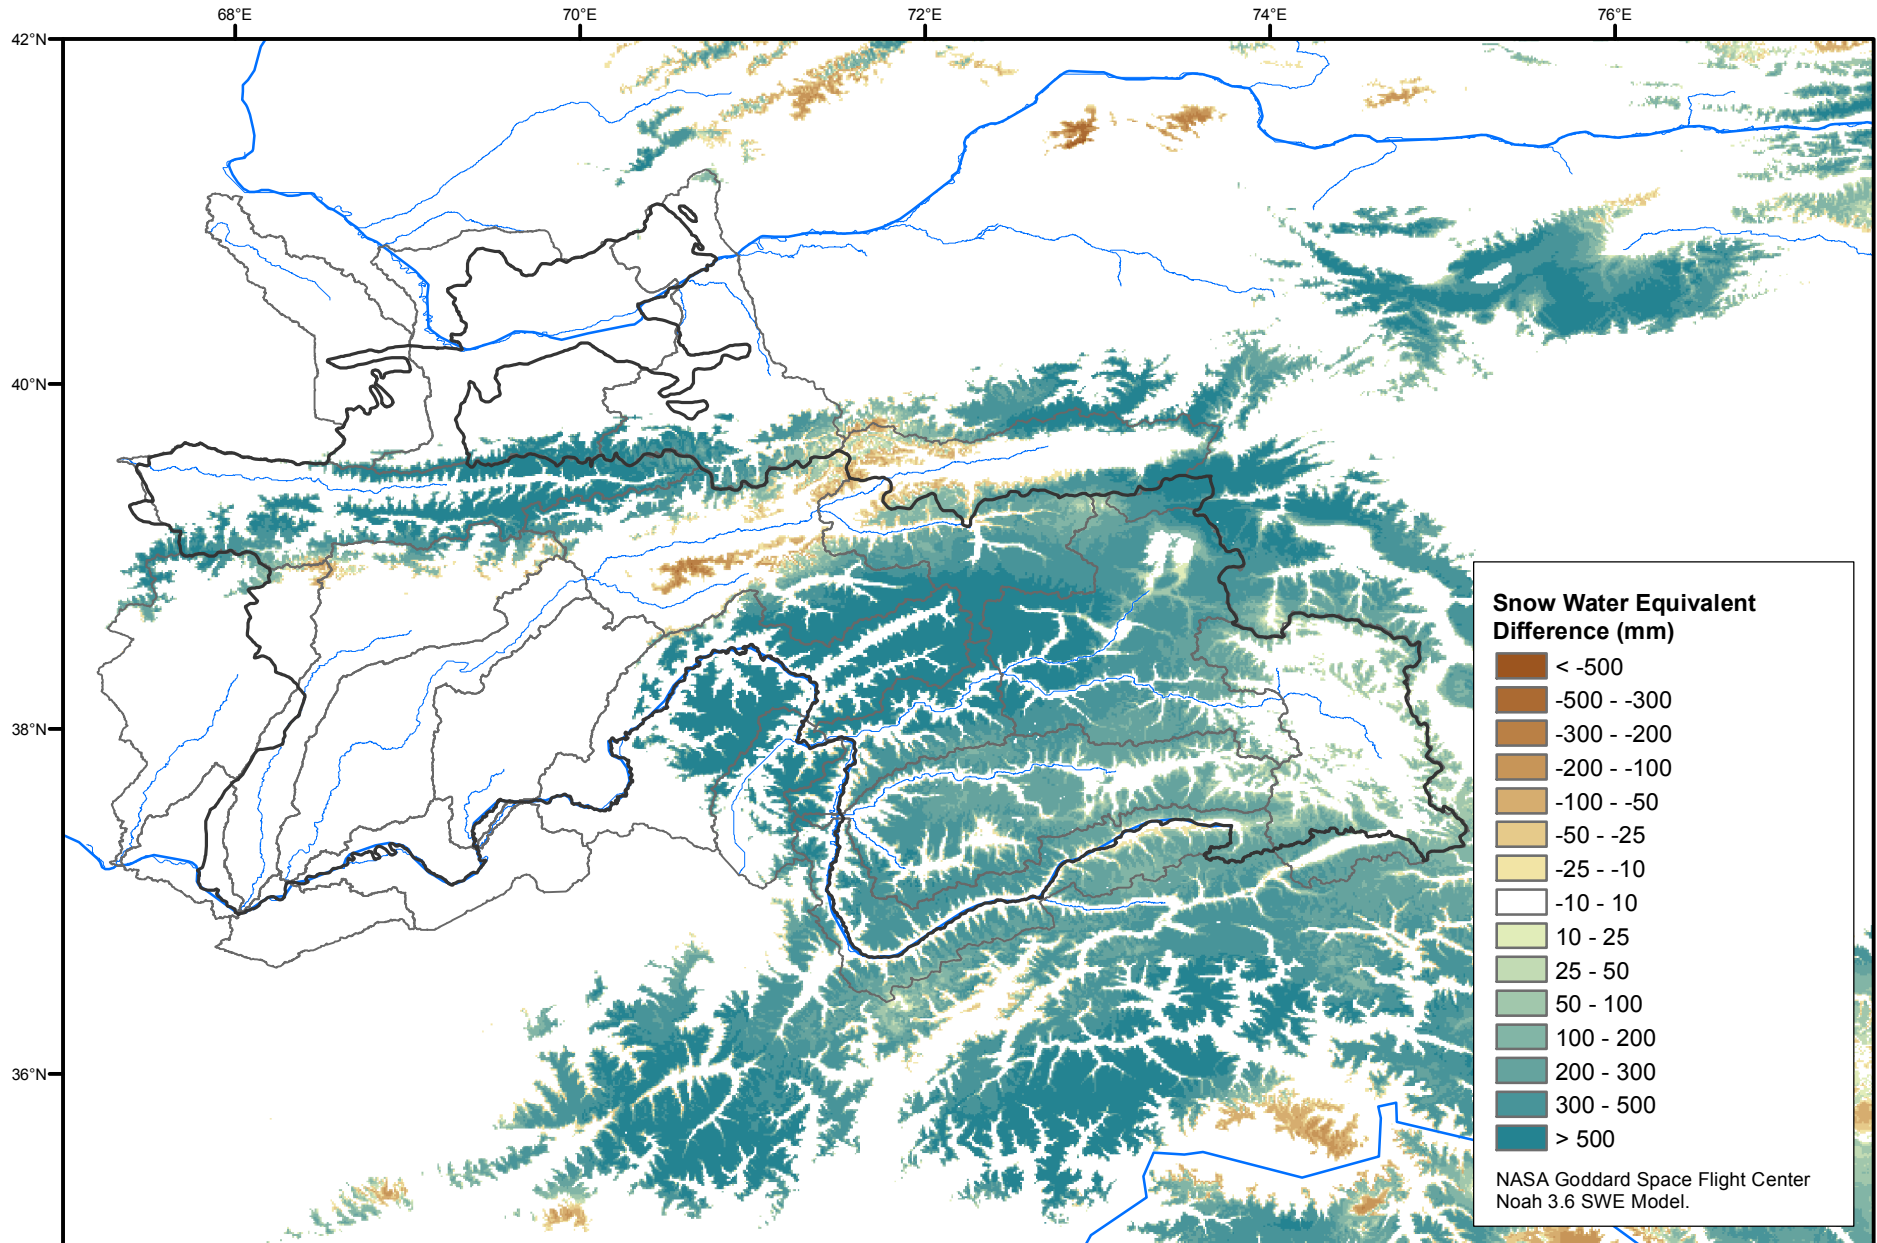 68°E 70°E 72°E 74°E 76°E
42°N
40°N
38°N
36°N
Snow Water Equivalent
Difference (mm)
< -500
-500 - -300
-300 - -200
-200 - -100
-100 - -50
-50 - -25
-25 - -10
-10 - 10
10 - 25
25 - 50
50 - 100
100 - 200
200 - 300
300 - 500
> 500
NASA Goddard Space Flight Center
Noah 3.6 SWE Model.